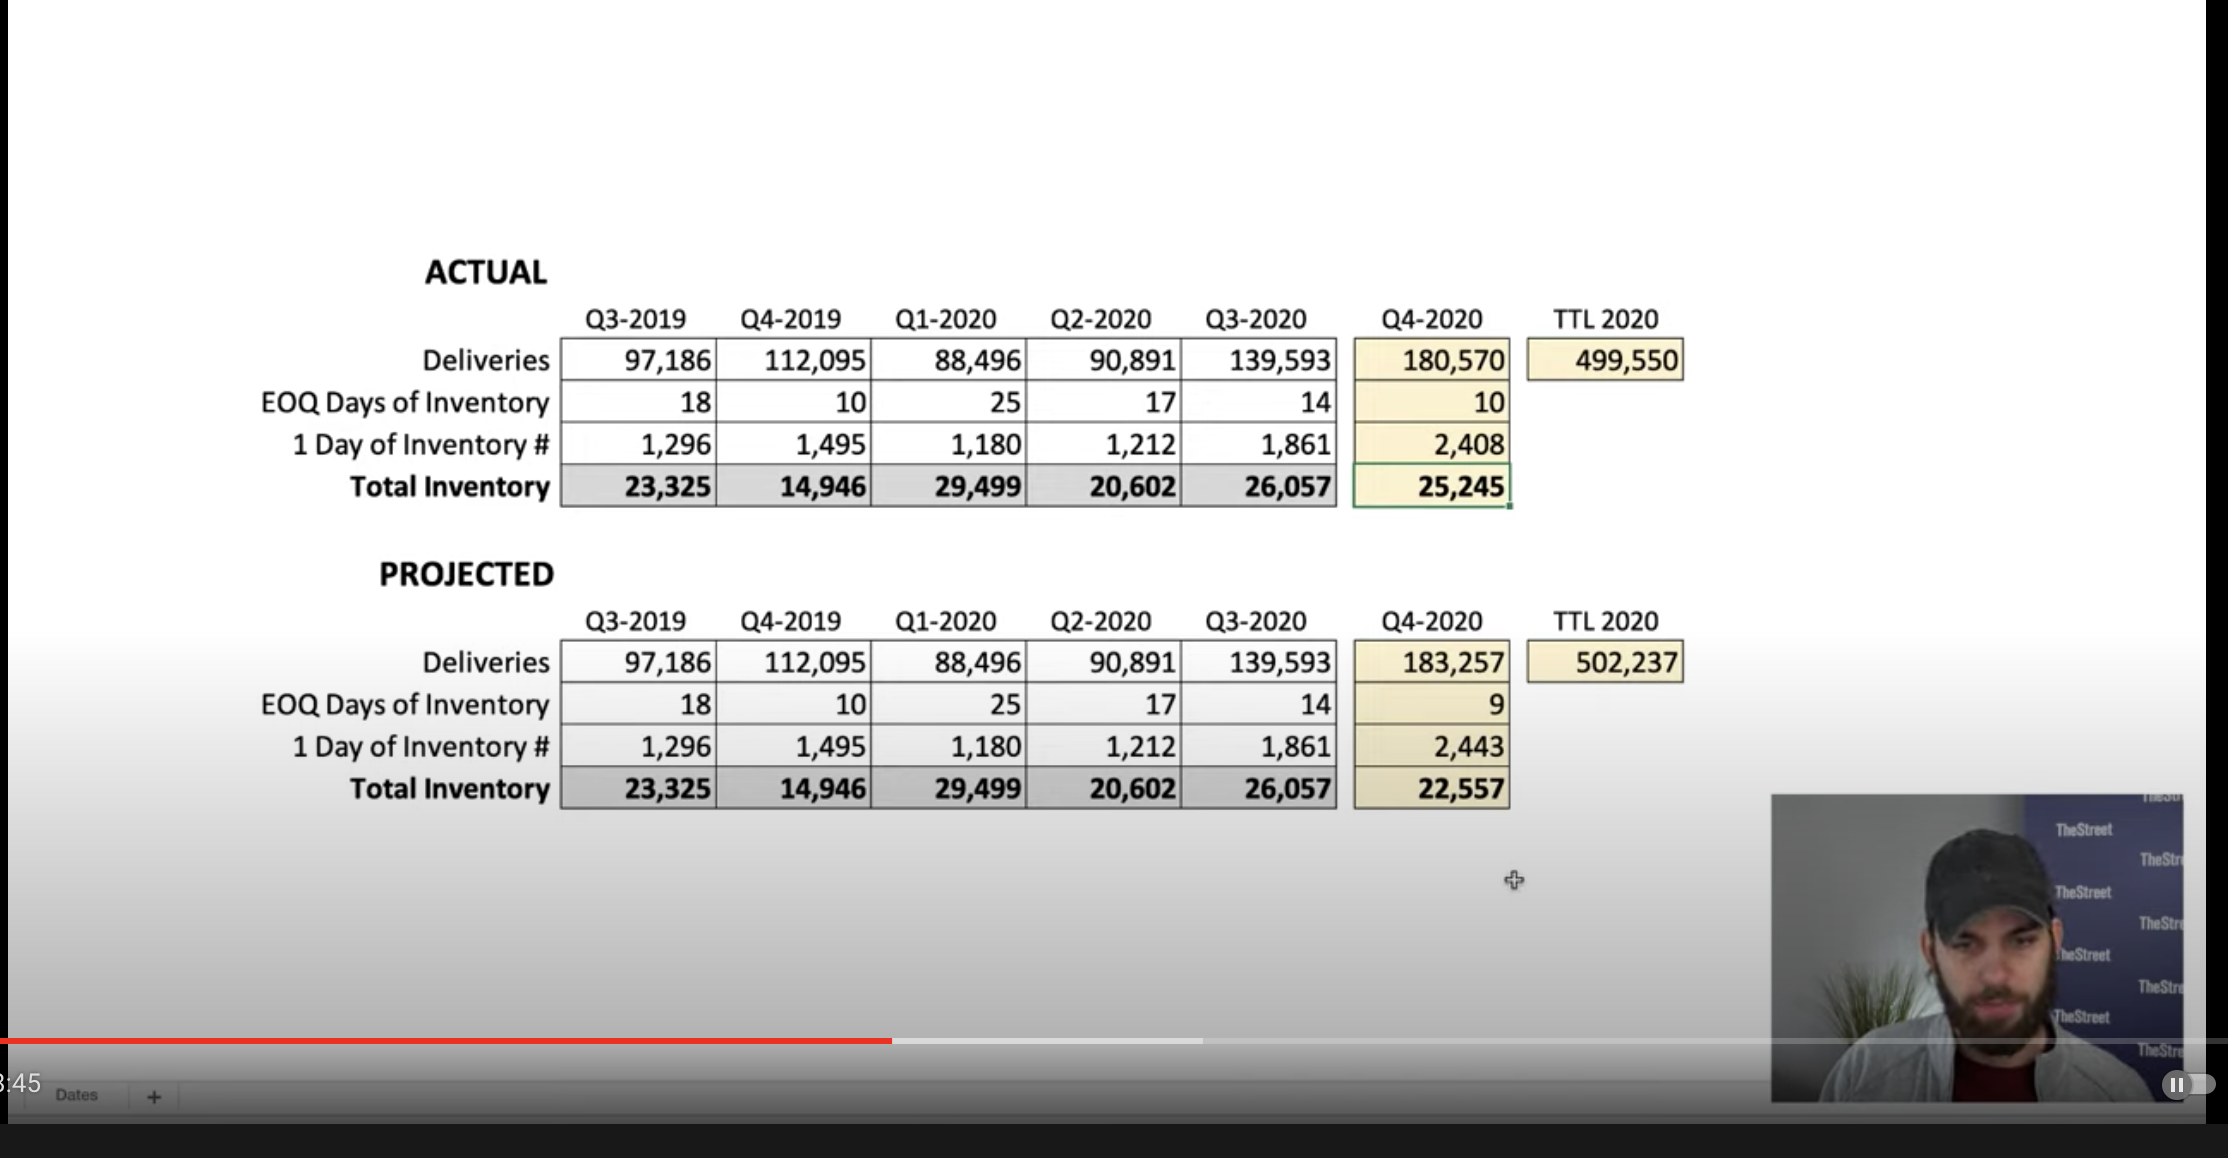 ACTUAL
Q3-2019 Q4-2019 Q1-2020 Q2-2020 Q3-2020 Q4-2020 TTL 2020
Deliveries 97,186 112,095 88,496 90,891 139,593 180,570 499,550
EOQ Days of Inventory 18 10 25 17 14 10
1 Day of Inventory # 1,296 1,495 1,180 1,212 1,861 2,408
Total Inventory 23,325 14,946 29,499 20,602 26,057 25,245
PROJECTED
Q3-2019 Q4-2019 Q1-2020 Q2-2020 Q3-2020 Q4-2020 TTL 2020
Deliveries 97,186 112,095 88,496 90,891 139,593 183,257 502,237
EOQ Days of Inventory 18 10 25 17 14 9
1 Day of Inventory # 1,296 1,495 1,180 1,212 1,861 2,443
Total Inventory 23,325 14,946 29,499 20,602 26,057 22,557
TheStreet
TheStr
TheStreet
TheStre
heStreet
TheStre
TheStreet
TheStre
:45
Dates +